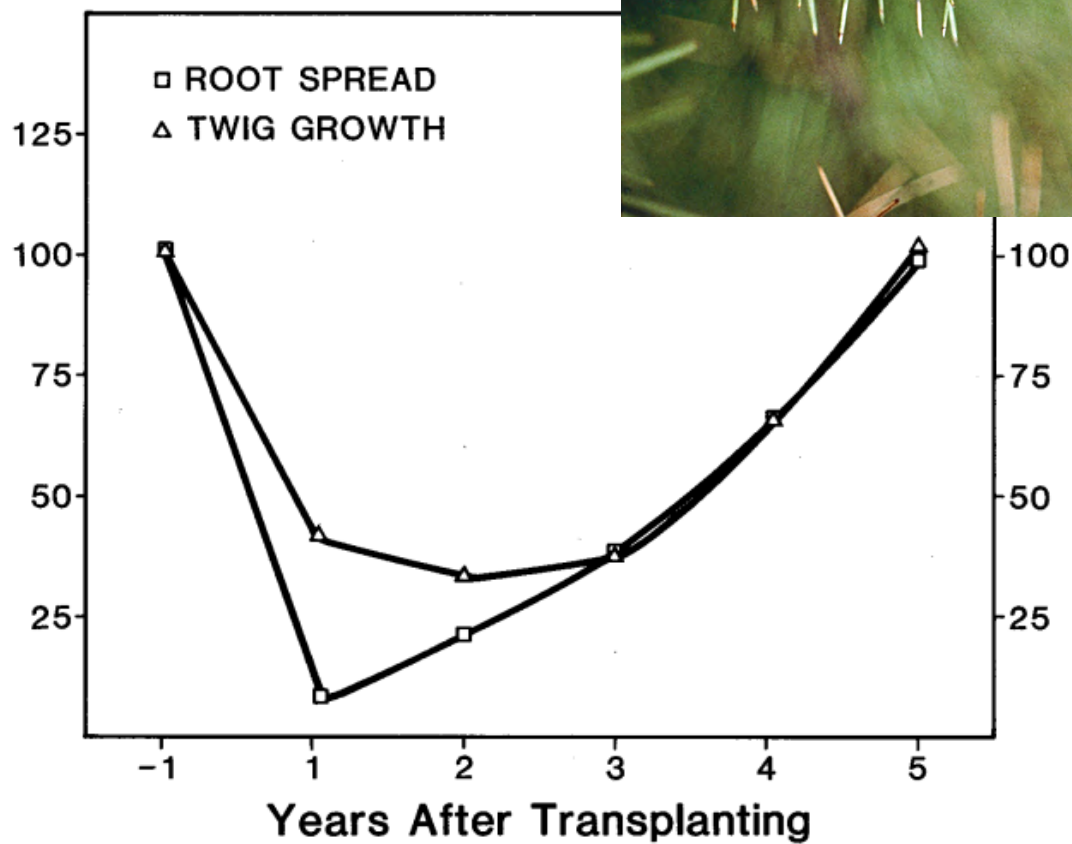 ROOT SPREAD
TWIG GROWTH
125
100
75
50
25
100
75
50
25
-1 1 2 3 4 5
Years After Transplanting